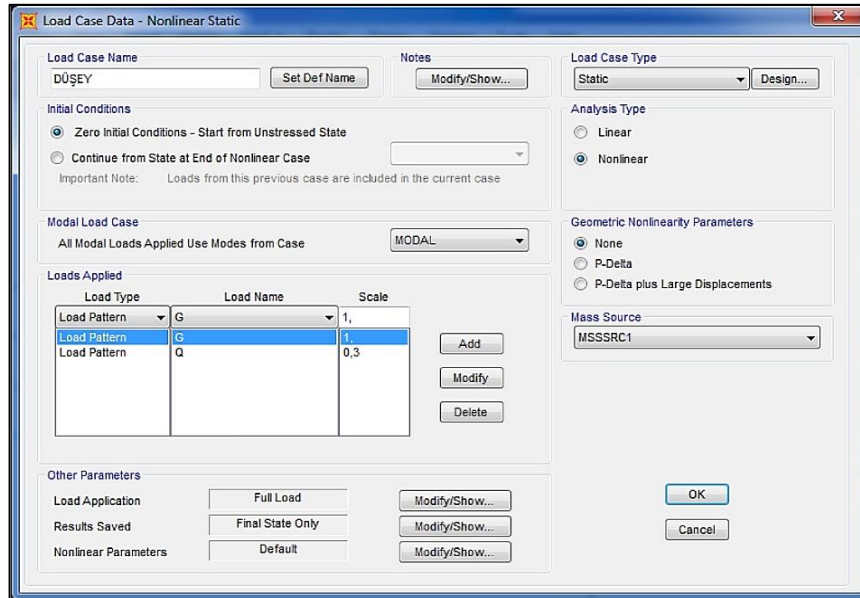 Load Case Data - Nonlinear Static
Load Case Name
DÜŞEY
Set Def Name
Notes
Modify/Show...
Load Case Type
Static
Design...
Initial Conditions
Zero Initial Conditions - Start from Unstressed State
Continue from State at End of Nonlinear Case
Important Note: Loads from this previous case are included in the current case
Analysis Type
Linear
Nonlinear
Modal Load Case
All Modal Loads Applied Use Modes from Case
MODAL
Geometric Nonlinearity Parameters
None
P-Delta
P-Delta plus Large Displacements
Loads Applied
Load Type Load Name Scale
Load Pattern G 1,
Load Pattern G 1,
Load Pattern Q 0,3
Add
Modify
Delete
Mass Source
MSSSRC1
Other Parameters
Load Application Full Load Modify/Show...
Results Saved Final State Only Modify/Show...
Nonlinear Parameters Default Modify/Show...
OK
Cancel